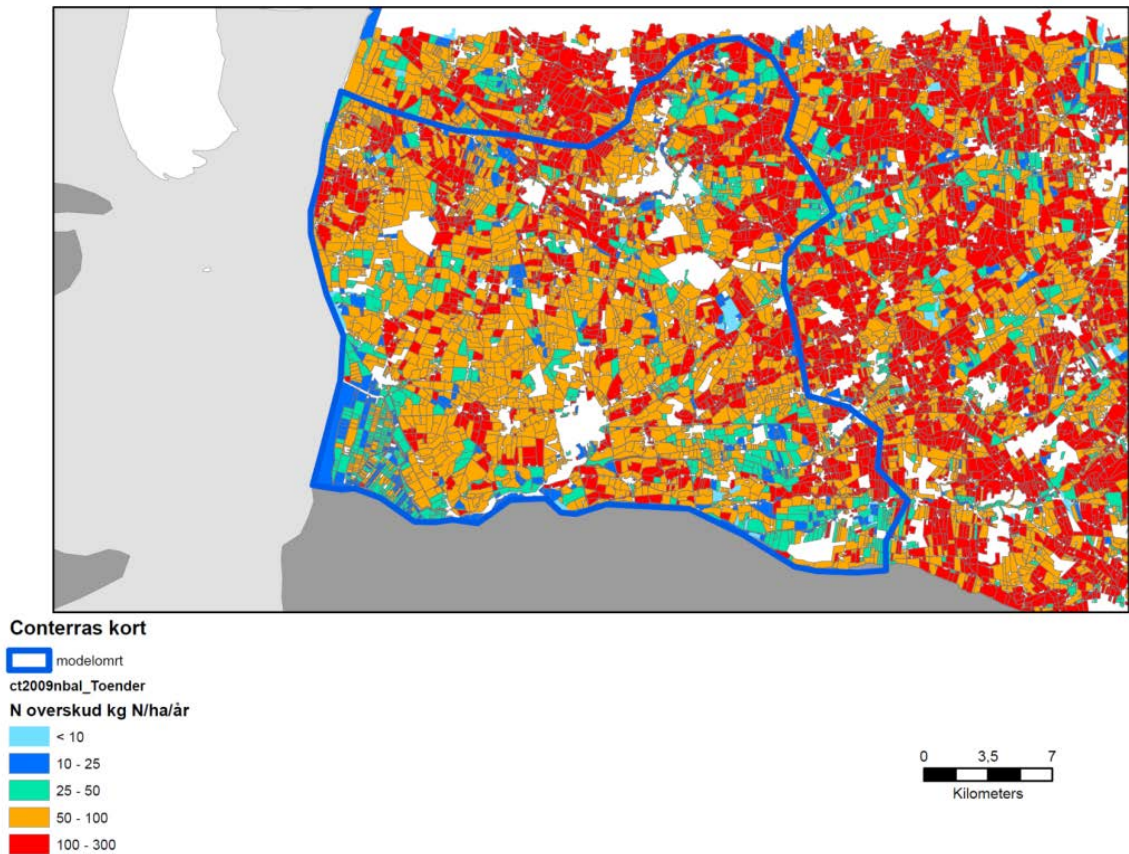 Conterras kort
modelomrt
ct2009nbal_Toender
N overskud kg N/ha/år
< 10
10 - 25
25 - 50
50 - 100
100 - 300
0 3,5 7
Kilometers